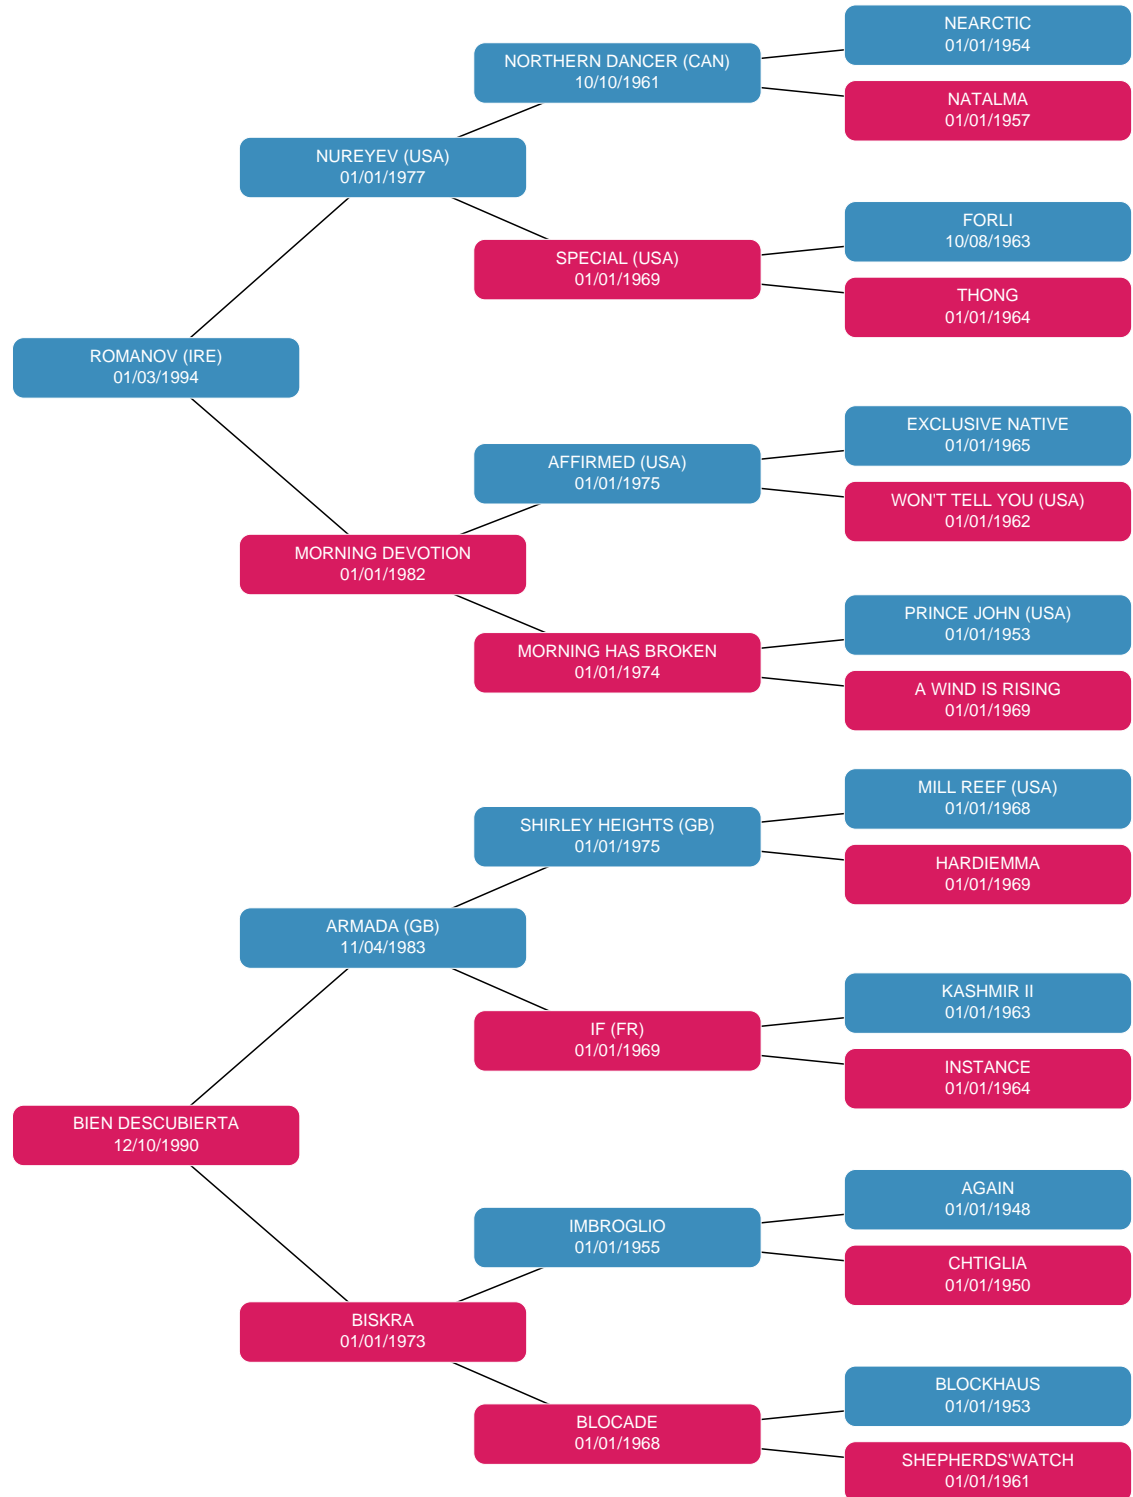 NEARCTIC
01/01/1954
NORTHERN DANCER (CAN)
10/10/1961
NATALMA
01/01/1957
NUREYEV (USA)
01/01/1977
FORLI
10/08/1963
SPECIAL (USA)
01/01/1969
THONG
01/01/1964
ROMANOV (IRE)
01/03/1994
EXCLUSIVE NATIVE
01/01/1965
AFFIRMED (USA)
01/01/1975
WON'T TELL YOU (USA)
01/01/1962
MORNING DEVOTION
01/01/1982
PRINCE JOHN (USA)
01/01/1953
MORNING HAS BROKEN
01/01/1974
A WIND IS RISING
01/01/1969
MILL REEF (USA)
01/01/1968
SHIRLEY HEIGHTS (GB)
01/01/1975
HARDIEMMA
01/01/1969
ARMADA (GB)
11/04/1983
KASHMIR II
01/01/1963
IF (FR)
01/01/1969
INSTANCE
01/01/1964
BIEN DESCUBIERTA
12/10/1990
AGAIN
01/01/1948
IMBROGLIO
01/01/1955
CHTIGLIA
01/01/1950
BISKRA
01/01/1973
BLOCKHAUS
01/01/1953
BLOCADE
01/01/1968
SHEPHERDS'WATCH
01/01/1961